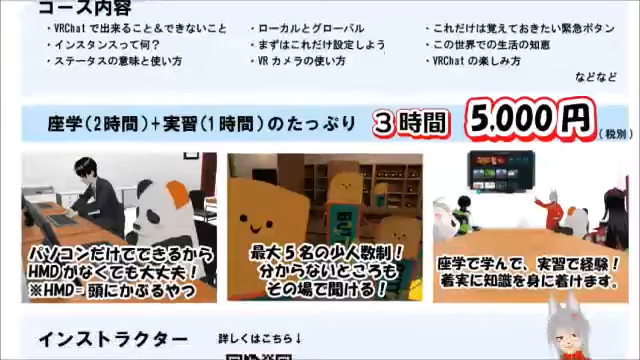 コース内容
・VRChatで出来ること&できないこと
・インスタンスって何?
・ステータスの意味と使い方
・ローカルとグローバル
・まずはこれだけ設定しよう
・VRカメラの使い方
・これだけは覚えておきたい緊急ボタン
・この世界での生活の知恵
・VRChatの楽しみ方
などなど
座学(2時間)+実習(1時間)のたっぷり 3時間 5,000円(税別)
パソコンだけでできるから
HMDがなくても大丈夫!
※HMD=頭にかぶるやつ
最大5名の少人数制!
分からないところも
その場で聞ける!
座学で学んで、実習で経験!
着実に知識を身に着けます。
インストラクター
詳しくはこちら↓